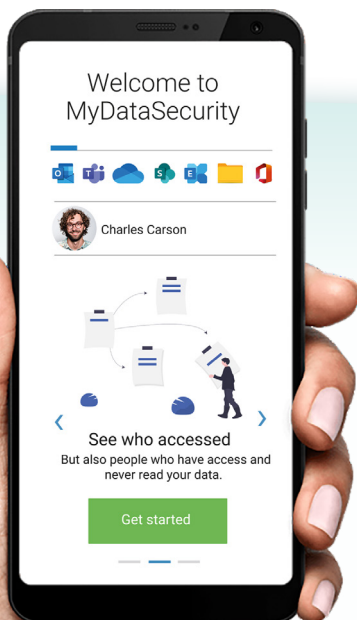 Welcome to
MyDataSecurity
Charles Carson
See who accessed
But also people who have access and
never read your data.
Get started